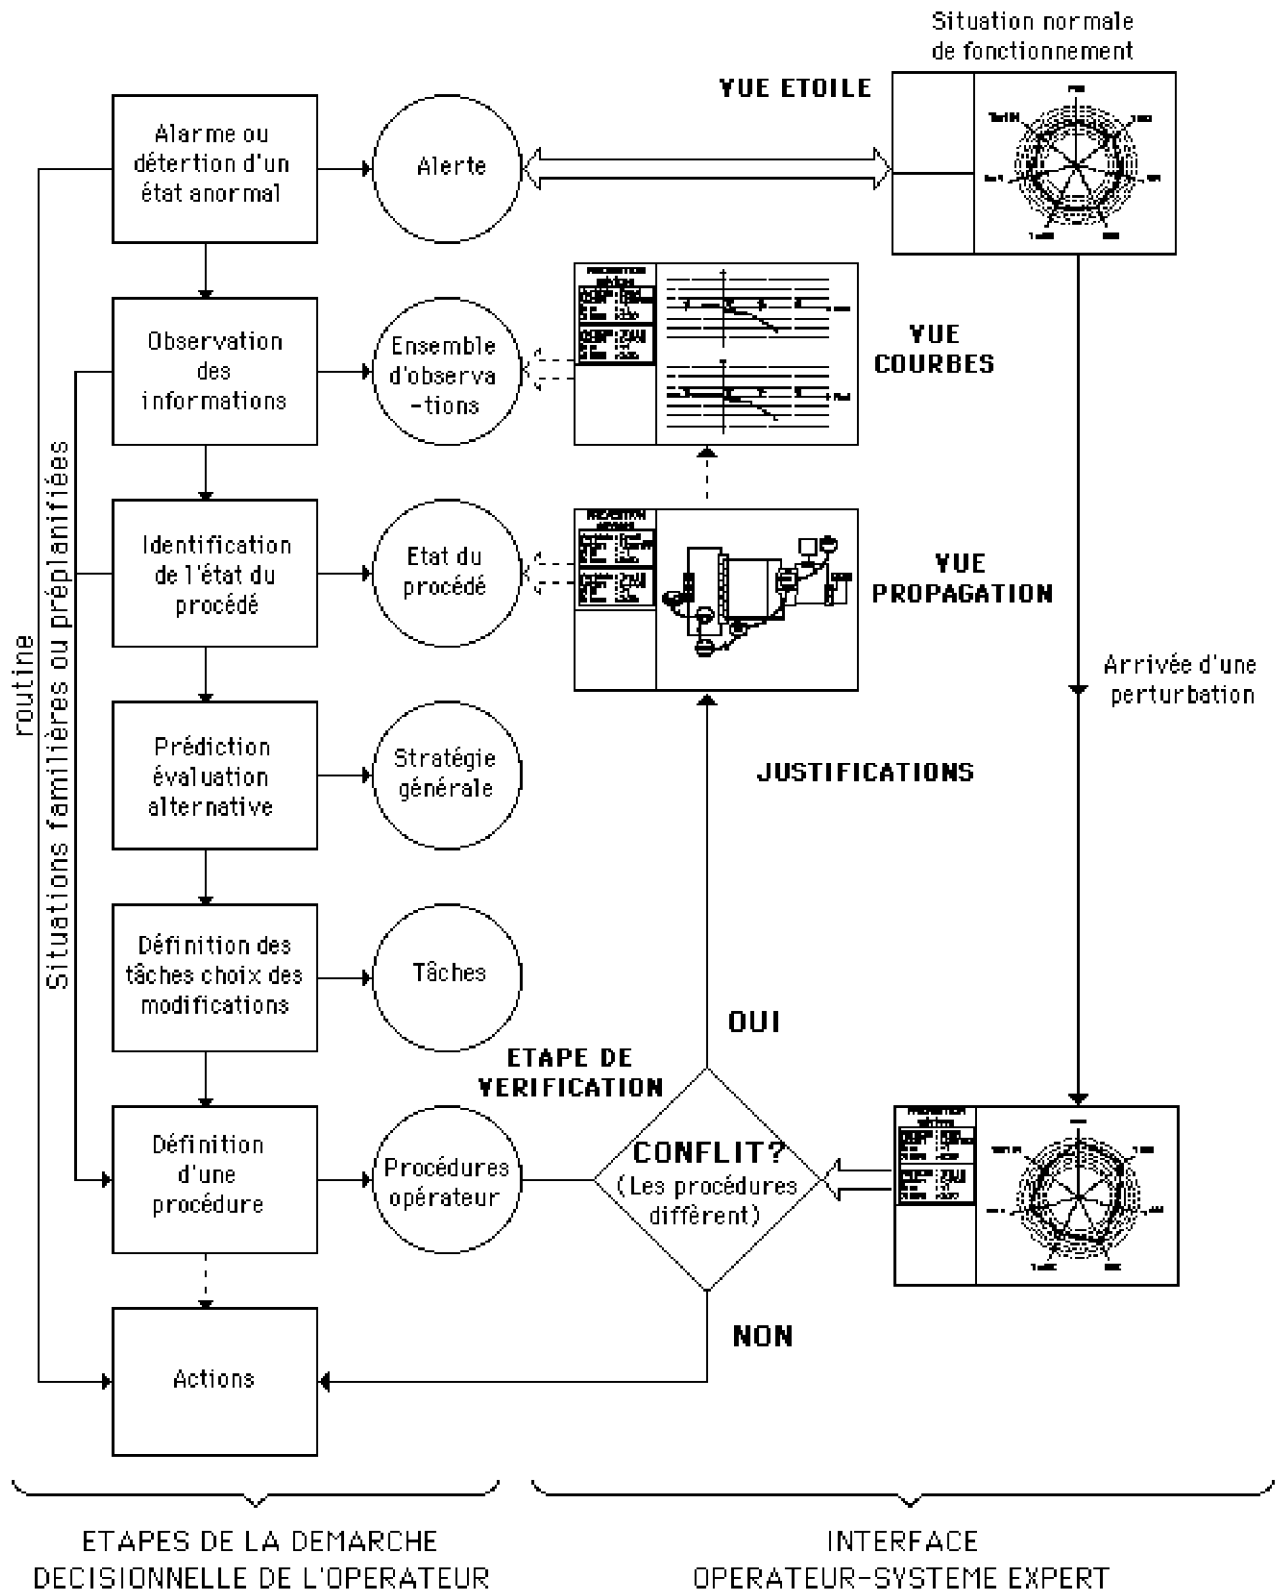 Situation normale
de fonctionnement
VUE ETOILE
Alarme ou
détertion d'un
état anormal
Alerte
Observation
des
informations
Ensemble
d'observa
-tions
VUE
COURBES
Identification
de l'état du
procédé
Etat du
procédé
VUE
PROPAGATION
routine
Situations familières ou préplanifiées
Arrivée d'une
perturbation
Prédiction
évaluation
alternative
Stratégie
générale
JUSTIFICATIONS
Définition des
tâches choix des
modifications
Tâches
OUI
ETAPE DE
VERIFICATION
Définition
d'une
procédure
Procédures
opérateur
CONFLIT?
(Les procédures
diffèrent)
NON
Actions
ETAPES DE LA DEMARCHE
DECISIONNELLE DE L'OPERATEUR
INTERFACE
OPERATEUR-SYSTEME EXPERT